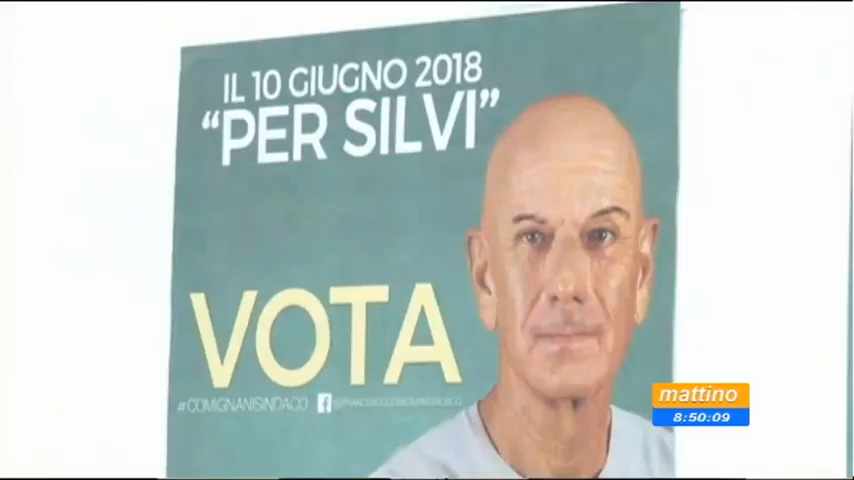 IL 10 GIUGNO 2018
“PER SILVI”
VOTA
#COMIGNANISINDACO
mattino
8:50:09